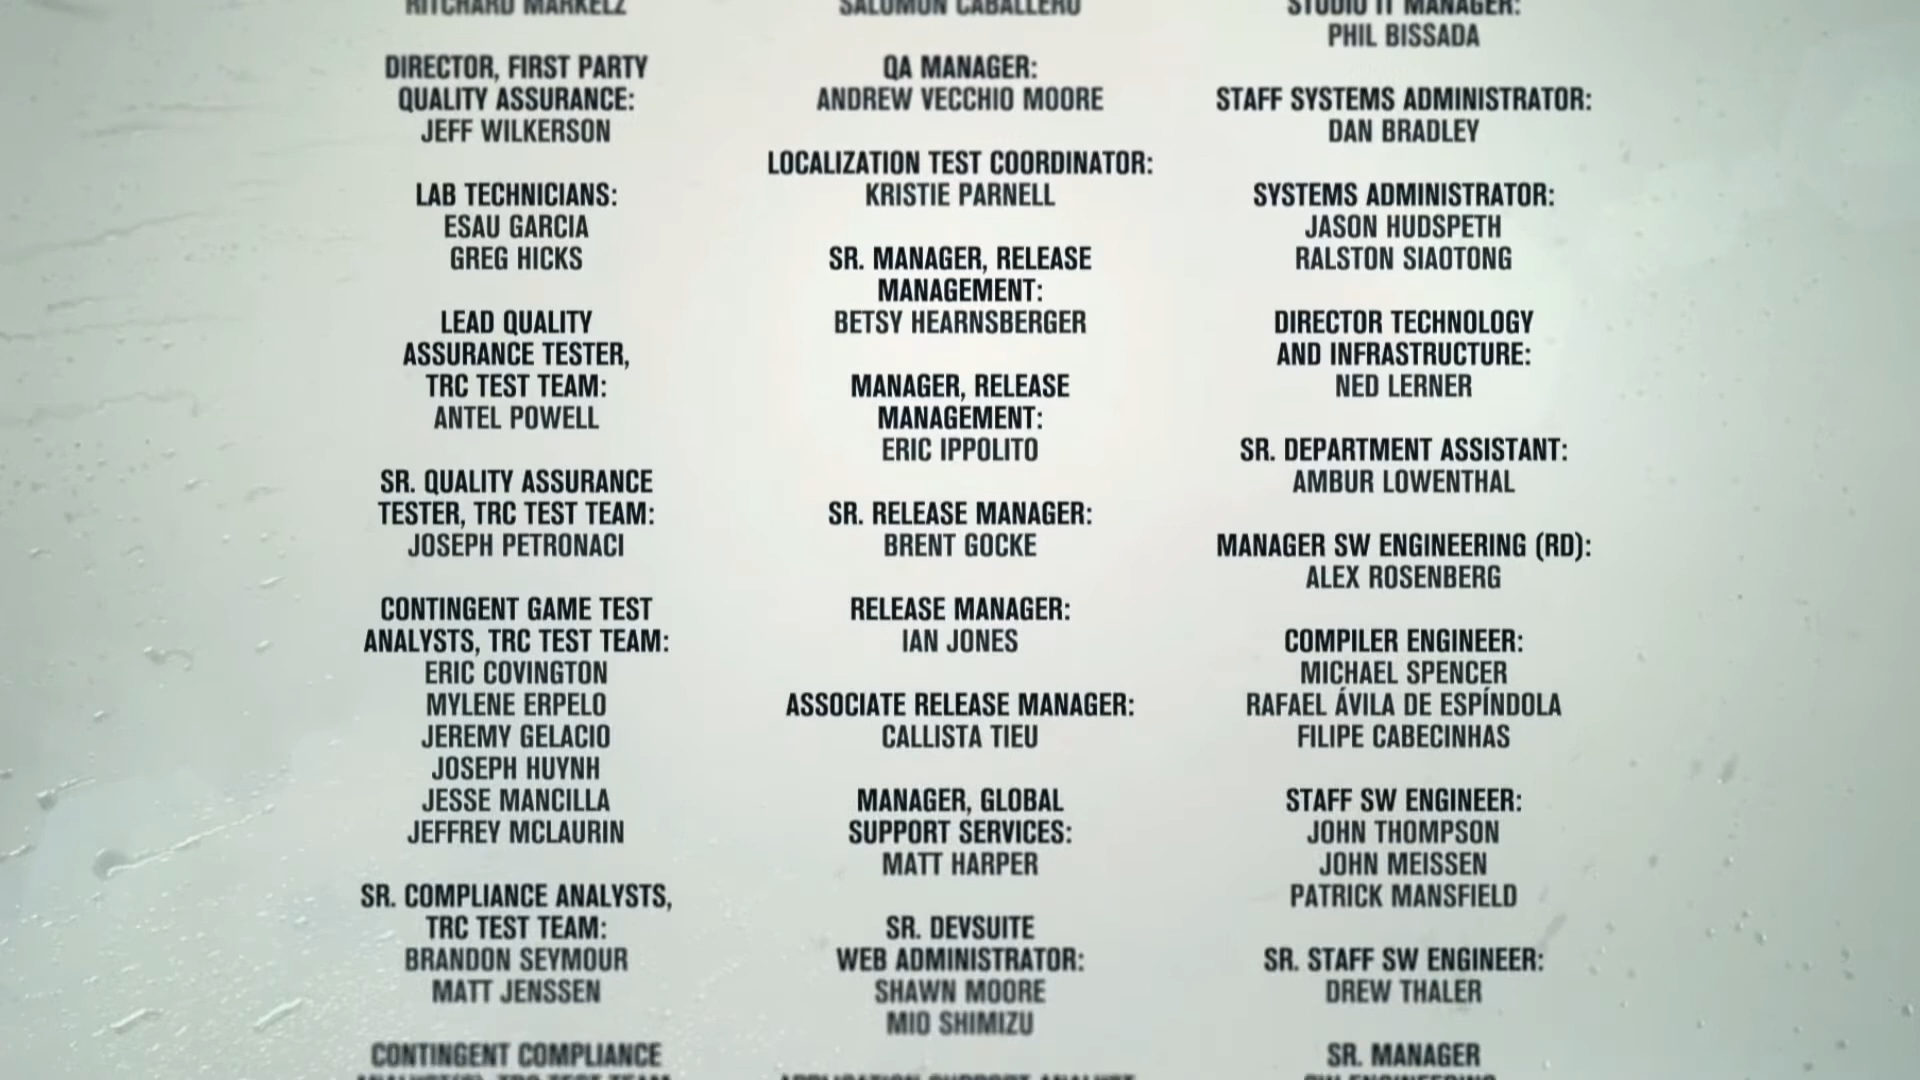 RITCHARD MARKELZ
DIRECTOR, FIRST PARTY
QUALITY ASSURANCE:
JEFF WILKERSON
LAB TECHNICIANS:
ESAU GARCIA
GREG HICKS
LEAD QUALITY
ASSURANCE TESTER,
TRC TEST TEAM:
ANTEL POWELL
SR. QUALITY ASSURANCE
TESTER, TRC TEST TEAM:
JOSEPH PETRONACI
CONTINGENT GAME TEST
ANALYSTS, TRC TEST TEAM:
ERIC COVINGTON
MYLENE ERPELO
JEREMY GELACIO
JOSEPH HUYNH
JESSE MANCILLA
JEFFREY MCLAURIN
SR. COMPLIANCE ANALYSTS,
TRC TEST TEAM:
BRANDON SEYMOUR
MATT JENSSEN
CONTINGENT COMPLIANCE
SALOMON CABALLERO
QA MANAGER:
ANDREW VECCHIO MOORE
LOCALIZATION TEST COORDINATOR:
KRISTIE PARNELL
SR. MANAGER, RELEASE
MANAGEMENT:
BETSY HEARNSBERGER
MANAGER, RELEASE
MANAGEMENT:
ERIC IPPOLITO
SR. RELEASE MANAGER:
BRENT GOCKE
RELEASE MANAGER:
IAN JONES
ASSOCIATE RELEASE MANAGER:
CALLISTA TIEU
MANAGER, GLOBAL
SUPPORT SERVICES:
MATT HARPER
SR. DEVSUITE
WEB ADMINISTRATOR:
SHAWN MOORE
MIO SHIMIZU
STUDIO IT MANAGER:
PHIL BISSADA
STAFF SYSTEMS ADMINISTRATOR:
DAN BRADLEY
SYSTEMS ADMINISTRATOR:
JASON HUDSPETH
RALSTON SIAOTONG
DIRECTOR TECHNOLOGY
AND INFRASTRUCTURE:
NED LERNER
SR. DEPARTMENT ASSISTANT:
AMBUR LOWENTHAL
MANAGER SW ENGINEERING (RD):
ALEX ROSENBERG
COMPILER ENGINEER:
MICHAEL SPENCER
RAFAEL ÁVILA DE ESPÍNDOLA
FILIPE CABECINHAS
STAFF SW ENGINEER:
JOHN THOMPSON
JOHN MEISSEN
PATRICK MANSFIELD
SR. STAFF SW ENGINEER:
DREW THALER
SR. MANAGER